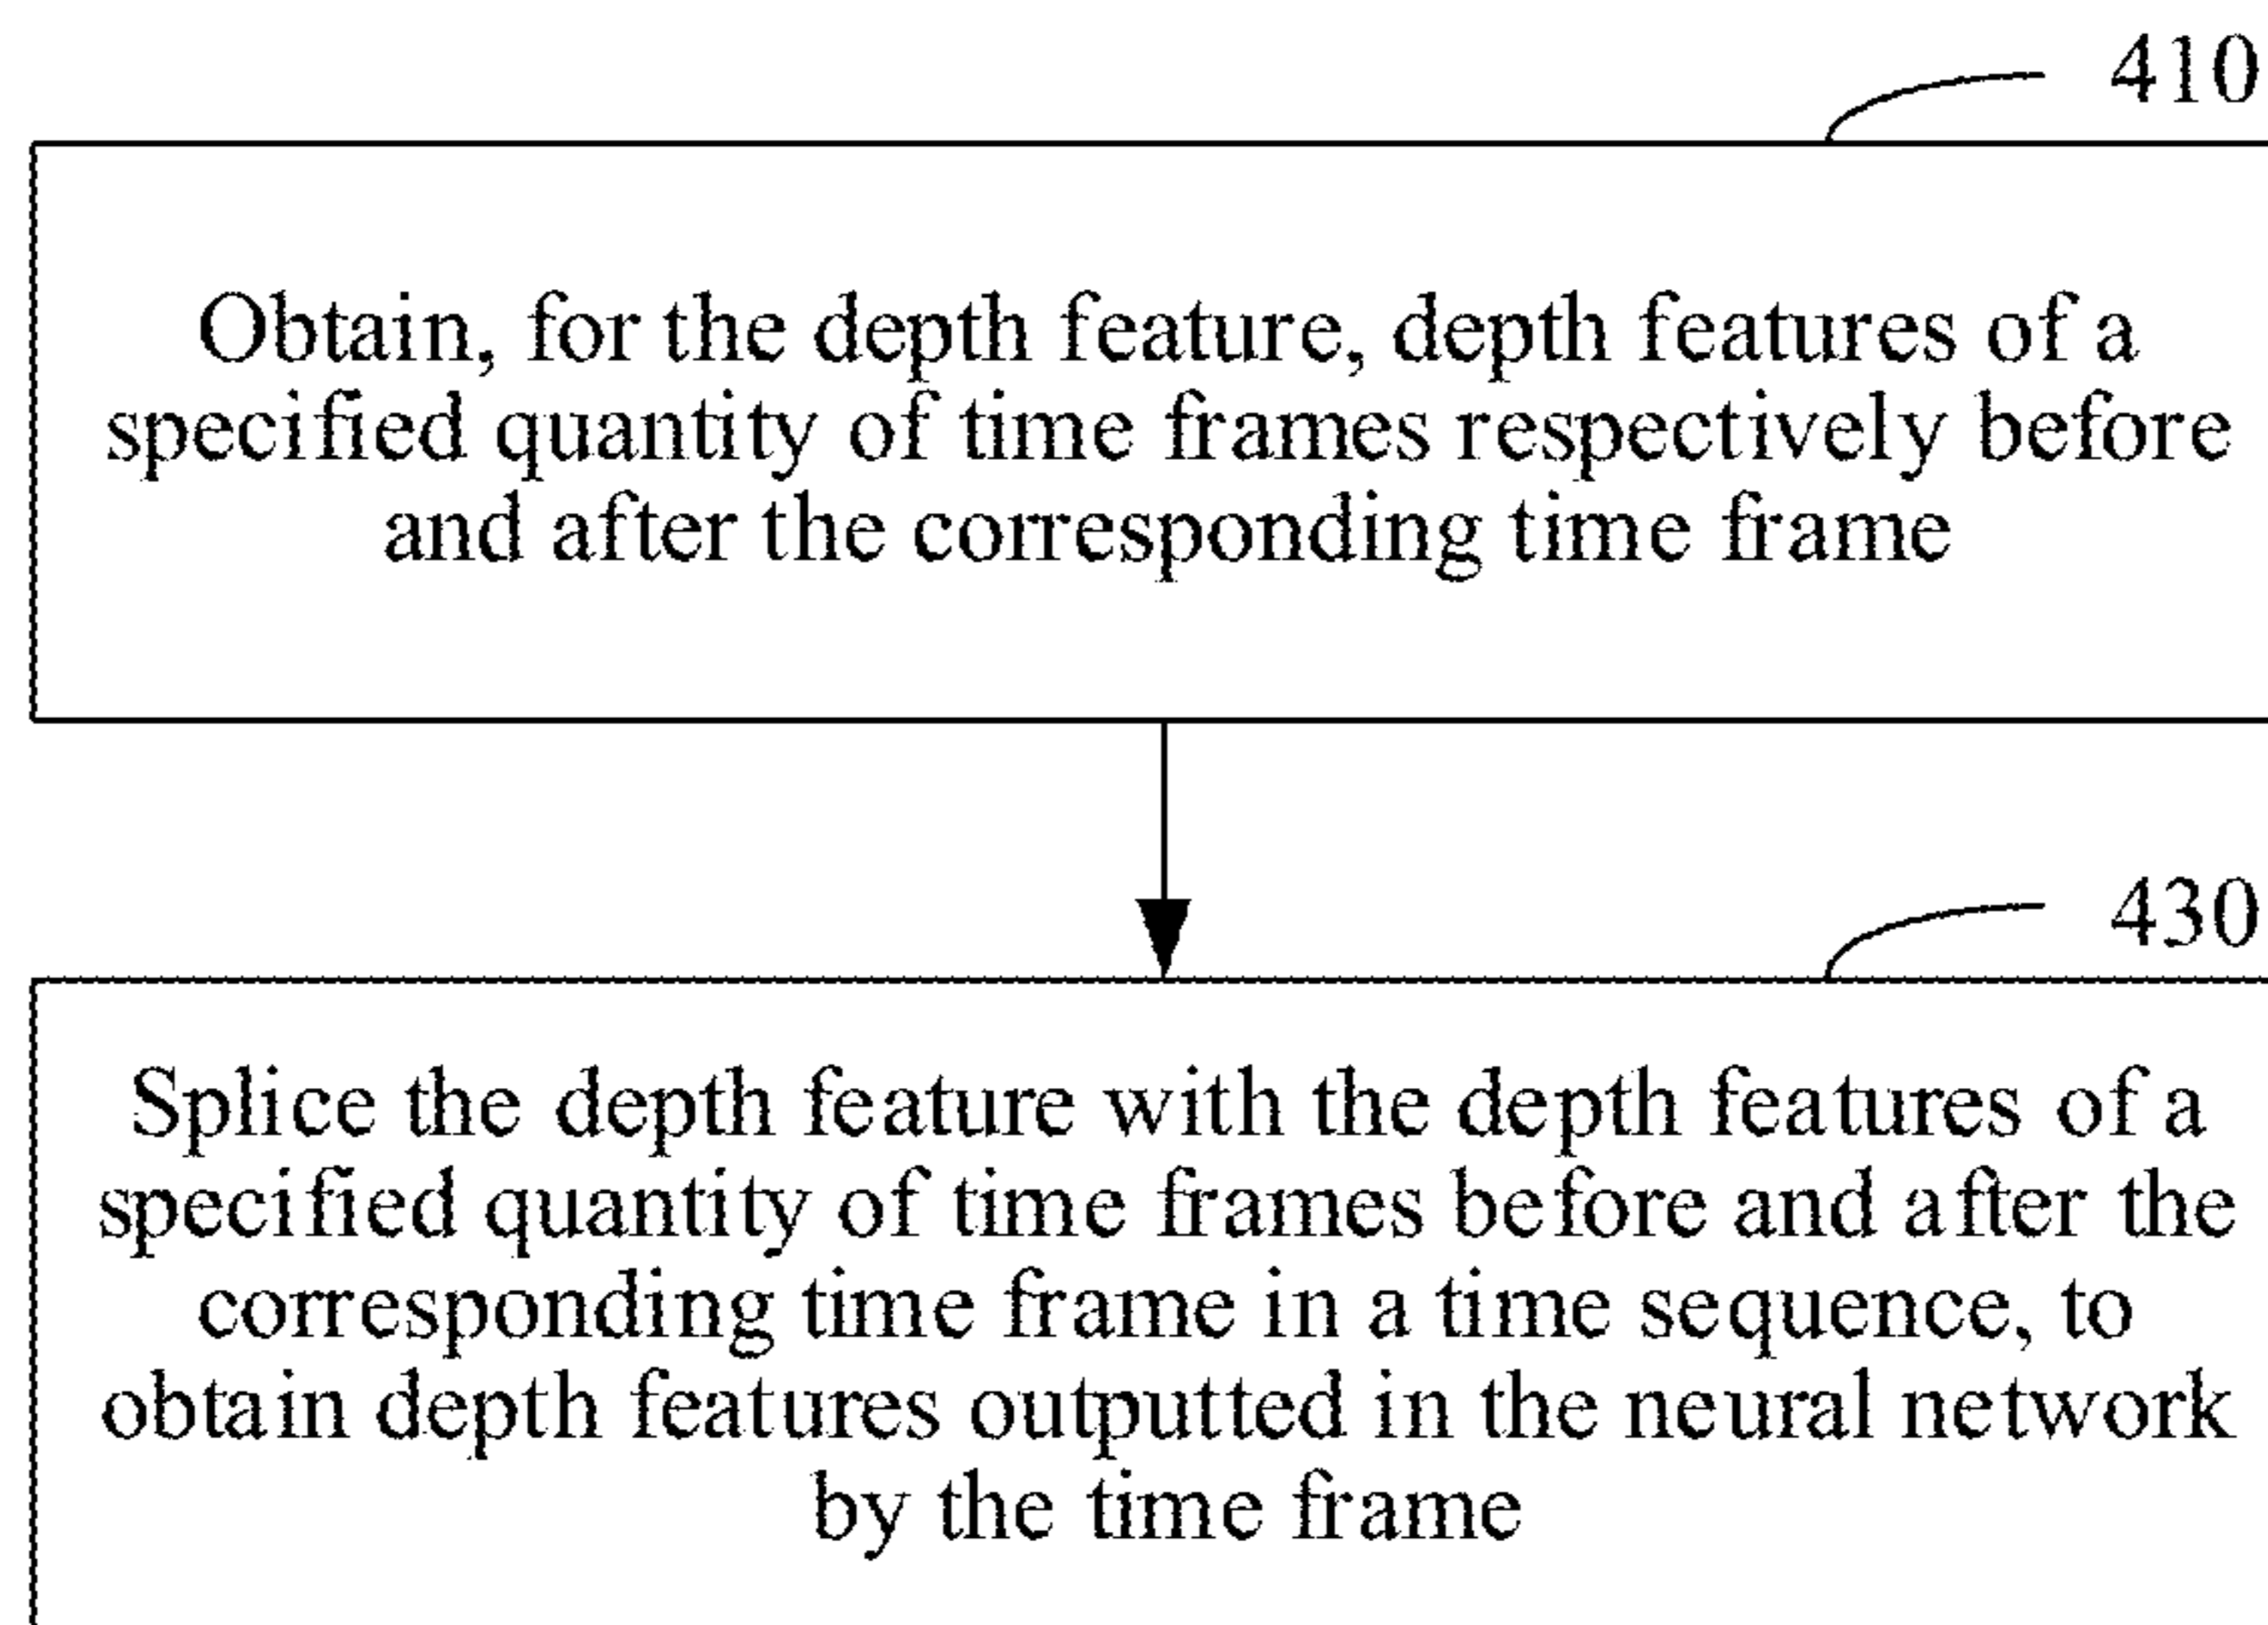 410
Obtain, for the depth feature, depth features of a
specified quantity of time frames respectively before
and after the corresponding time frame
430
Splice the depth feature with the depth features of a
specified quantity of time frames before and after the
corresponding time frame in a time sequence, to
obtain depth features outputted in the neural network
by the time frame